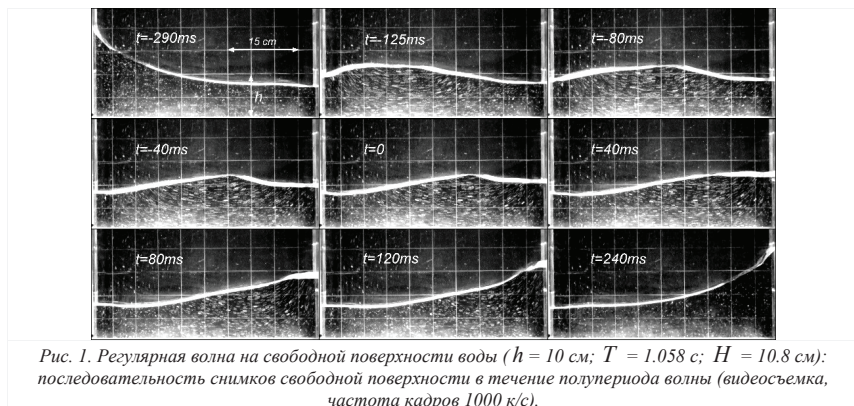 t=-290ms
15 cm
h
t=-125ms
t=-80ms
t=-40ms
t=0
t=40ms
t=80ms
t=120ms
t=240ms
Рис. 1. Регулярная волна на свободной поверхности воды ( h = 10 см; T = 1.058 с; H = 10.8 см):
последовательность снимков свободной поверхности в течение полупериода волны (видеосъемка,
частота кадров 1000 к/с).